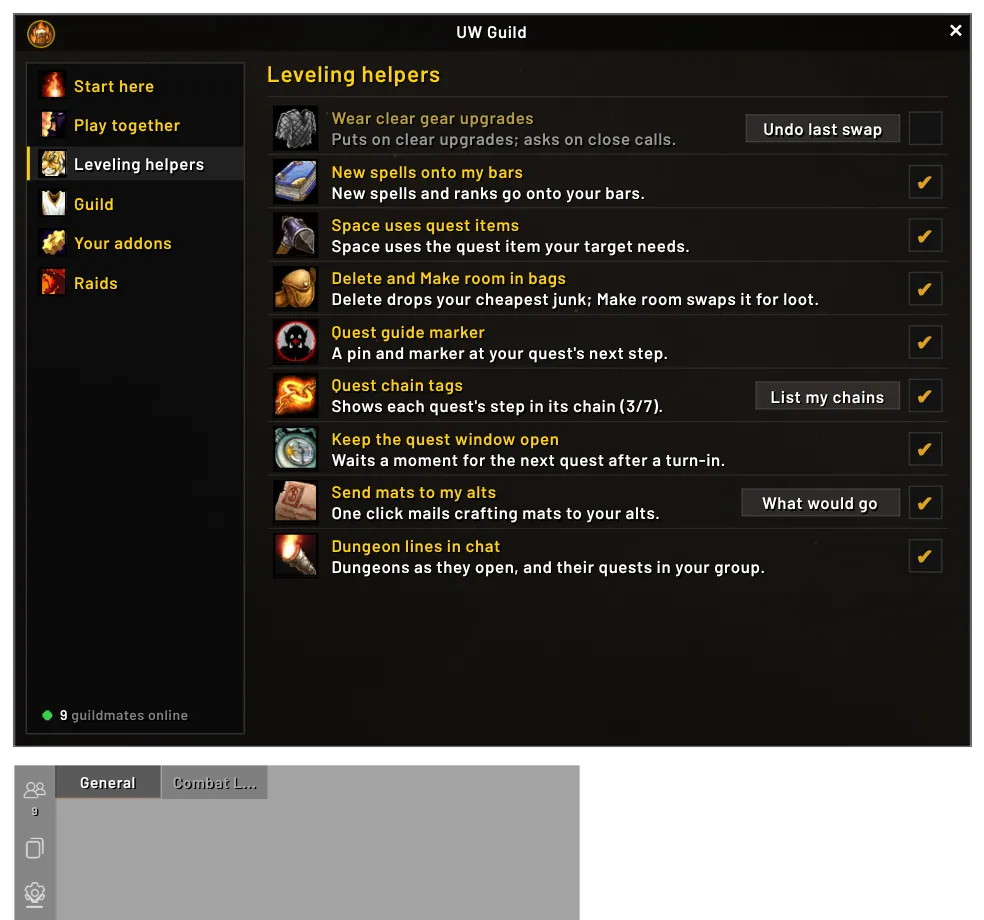 UW Guild
Start here
Play together
Leveling helpers
Guild
Your addons
Raids
9 guildmates online
Leveling helpers
Wear clear gear upgrades
Puts on clear upgrades; asks on close calls.
Undo last swap
New spells onto my bars
New spells and ranks go onto your bars.
Space uses quest items
Space uses the quest item your target needs.
Delete and Make room in bags
Delete drops your cheapest junk; Make room swaps it for loot.
Quest guide marker
A pin and marker at your quest's next step.
Quest chain tags
Shows each quest's step in its chain (3/7).
List my chains
Keep the quest window open
Waits a moment for the next quest after a turn-in.
Send mats to my alts
One click mails crafting mats to your alts.
What would go
Dungeon lines in chat
Dungeons as they open, and their quests in your group.
General
Combat L...
9